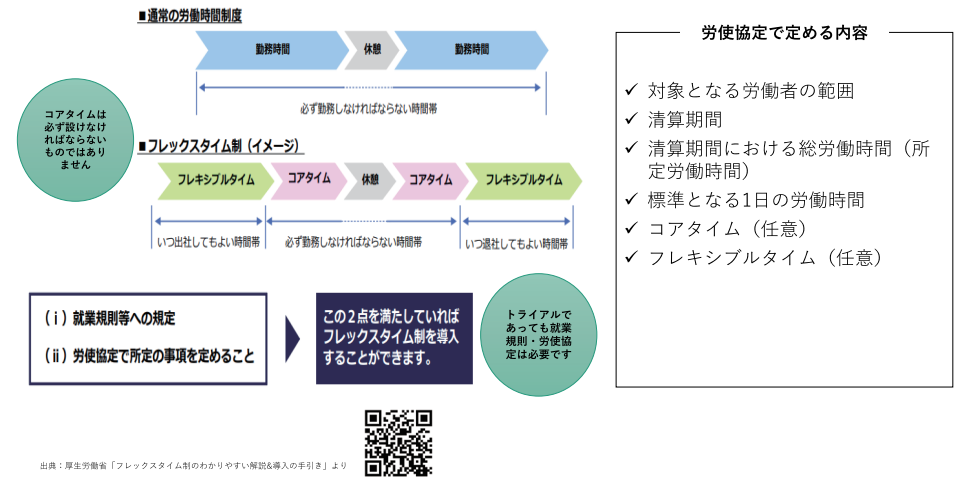 ■通常の労働時間制度
勤務時間
休憩
勤務時間
必ず勤務しなければならない時間帯
コアタイムは
必ず設けなけ
ればならない
ものではあり
ません
■フレックスタイム制（イメージ）
フレキシブルタイム
コアタイム
休憩
コアタイム
フレキシブルタイム
いつ出社してもよい時間帯
必ず勤務しなければならない時間帯
いつ退社してもよい時間帯
（ⅰ）就業規則等への規定
（ⅱ）労使協定で所定の事項を定めること
この２点を満たしていれば
フレックスタイム制を導入
することができます。
トライアルで
あっても就業
規則・労使協
定は必要です
出典：厚生労働省「フレックスタイム制のわかりやすい解説&導入の手引き」より
労使協定で定める内容
✓ 対象となる労働者の範囲
✓ 清算期間
✓ 清算期間における総労働時間（所
定労働時間）
✓ 標準となる1日の労働時間
✓ コアタイム（任意）
✓ フレキシブルタイム（任意）